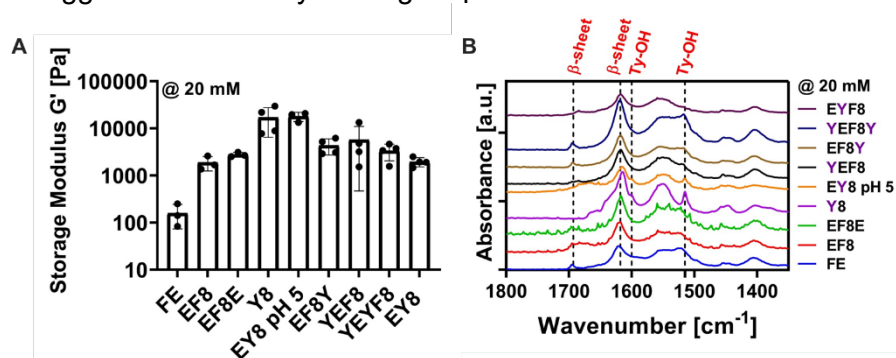 A
@ 20 mM
Storage Modulus G' [Pa]
100000
10000
1000
100
10
FE
EF8
EF8E
Y8
EY8 pH 5
EF8Y
YEF8
YEYF8
EY8
B
β-sheet
β-sheet
Ty-OH
Ty-OH
@ 20 mM
EYF8
YEF8Y
EF8Y
YEF8
EY8 pH 5
Y8
EF8E
EF8
FE
Absorbance [a.u.]
1800 1700 1600 1500 1400
Wavenumber [cm⁻¹]